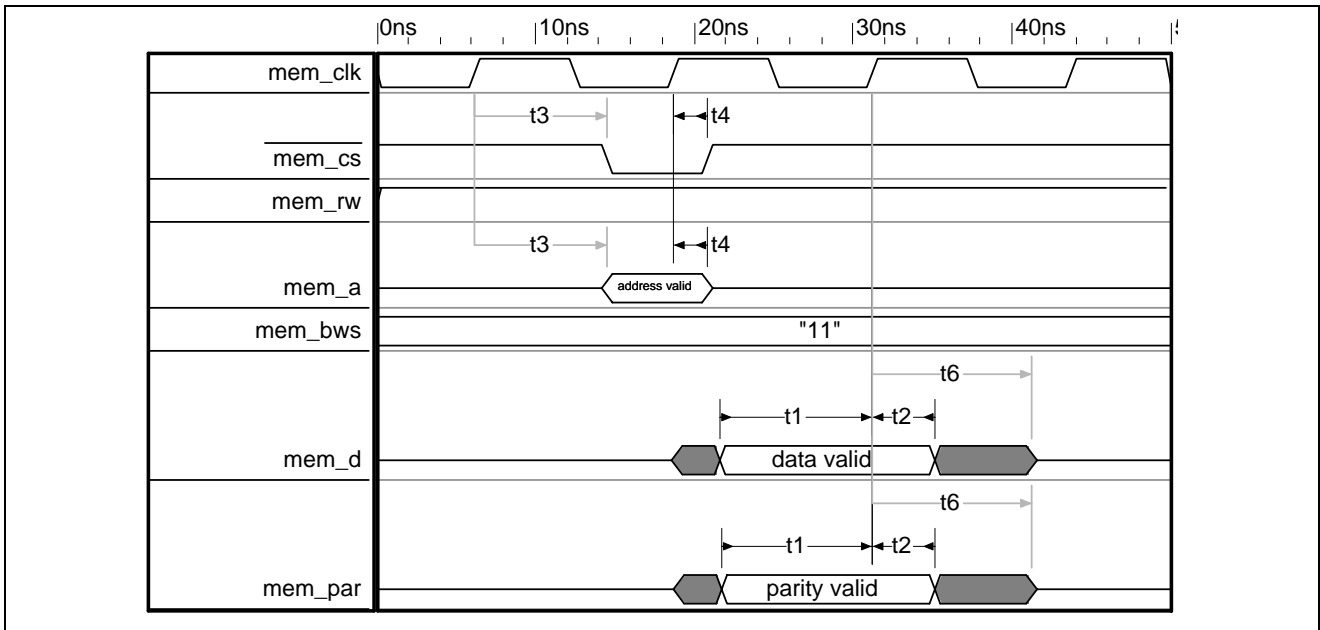 0ns 10ns 20ns 30ns 40ns
mem_clk
t3 t4
mem_cs
mem_rw
t3 t4
mem_a address valid
mem_bws "11"
t6
t1 t2
mem_d data valid
t6
t1 t2
mem_par parity valid